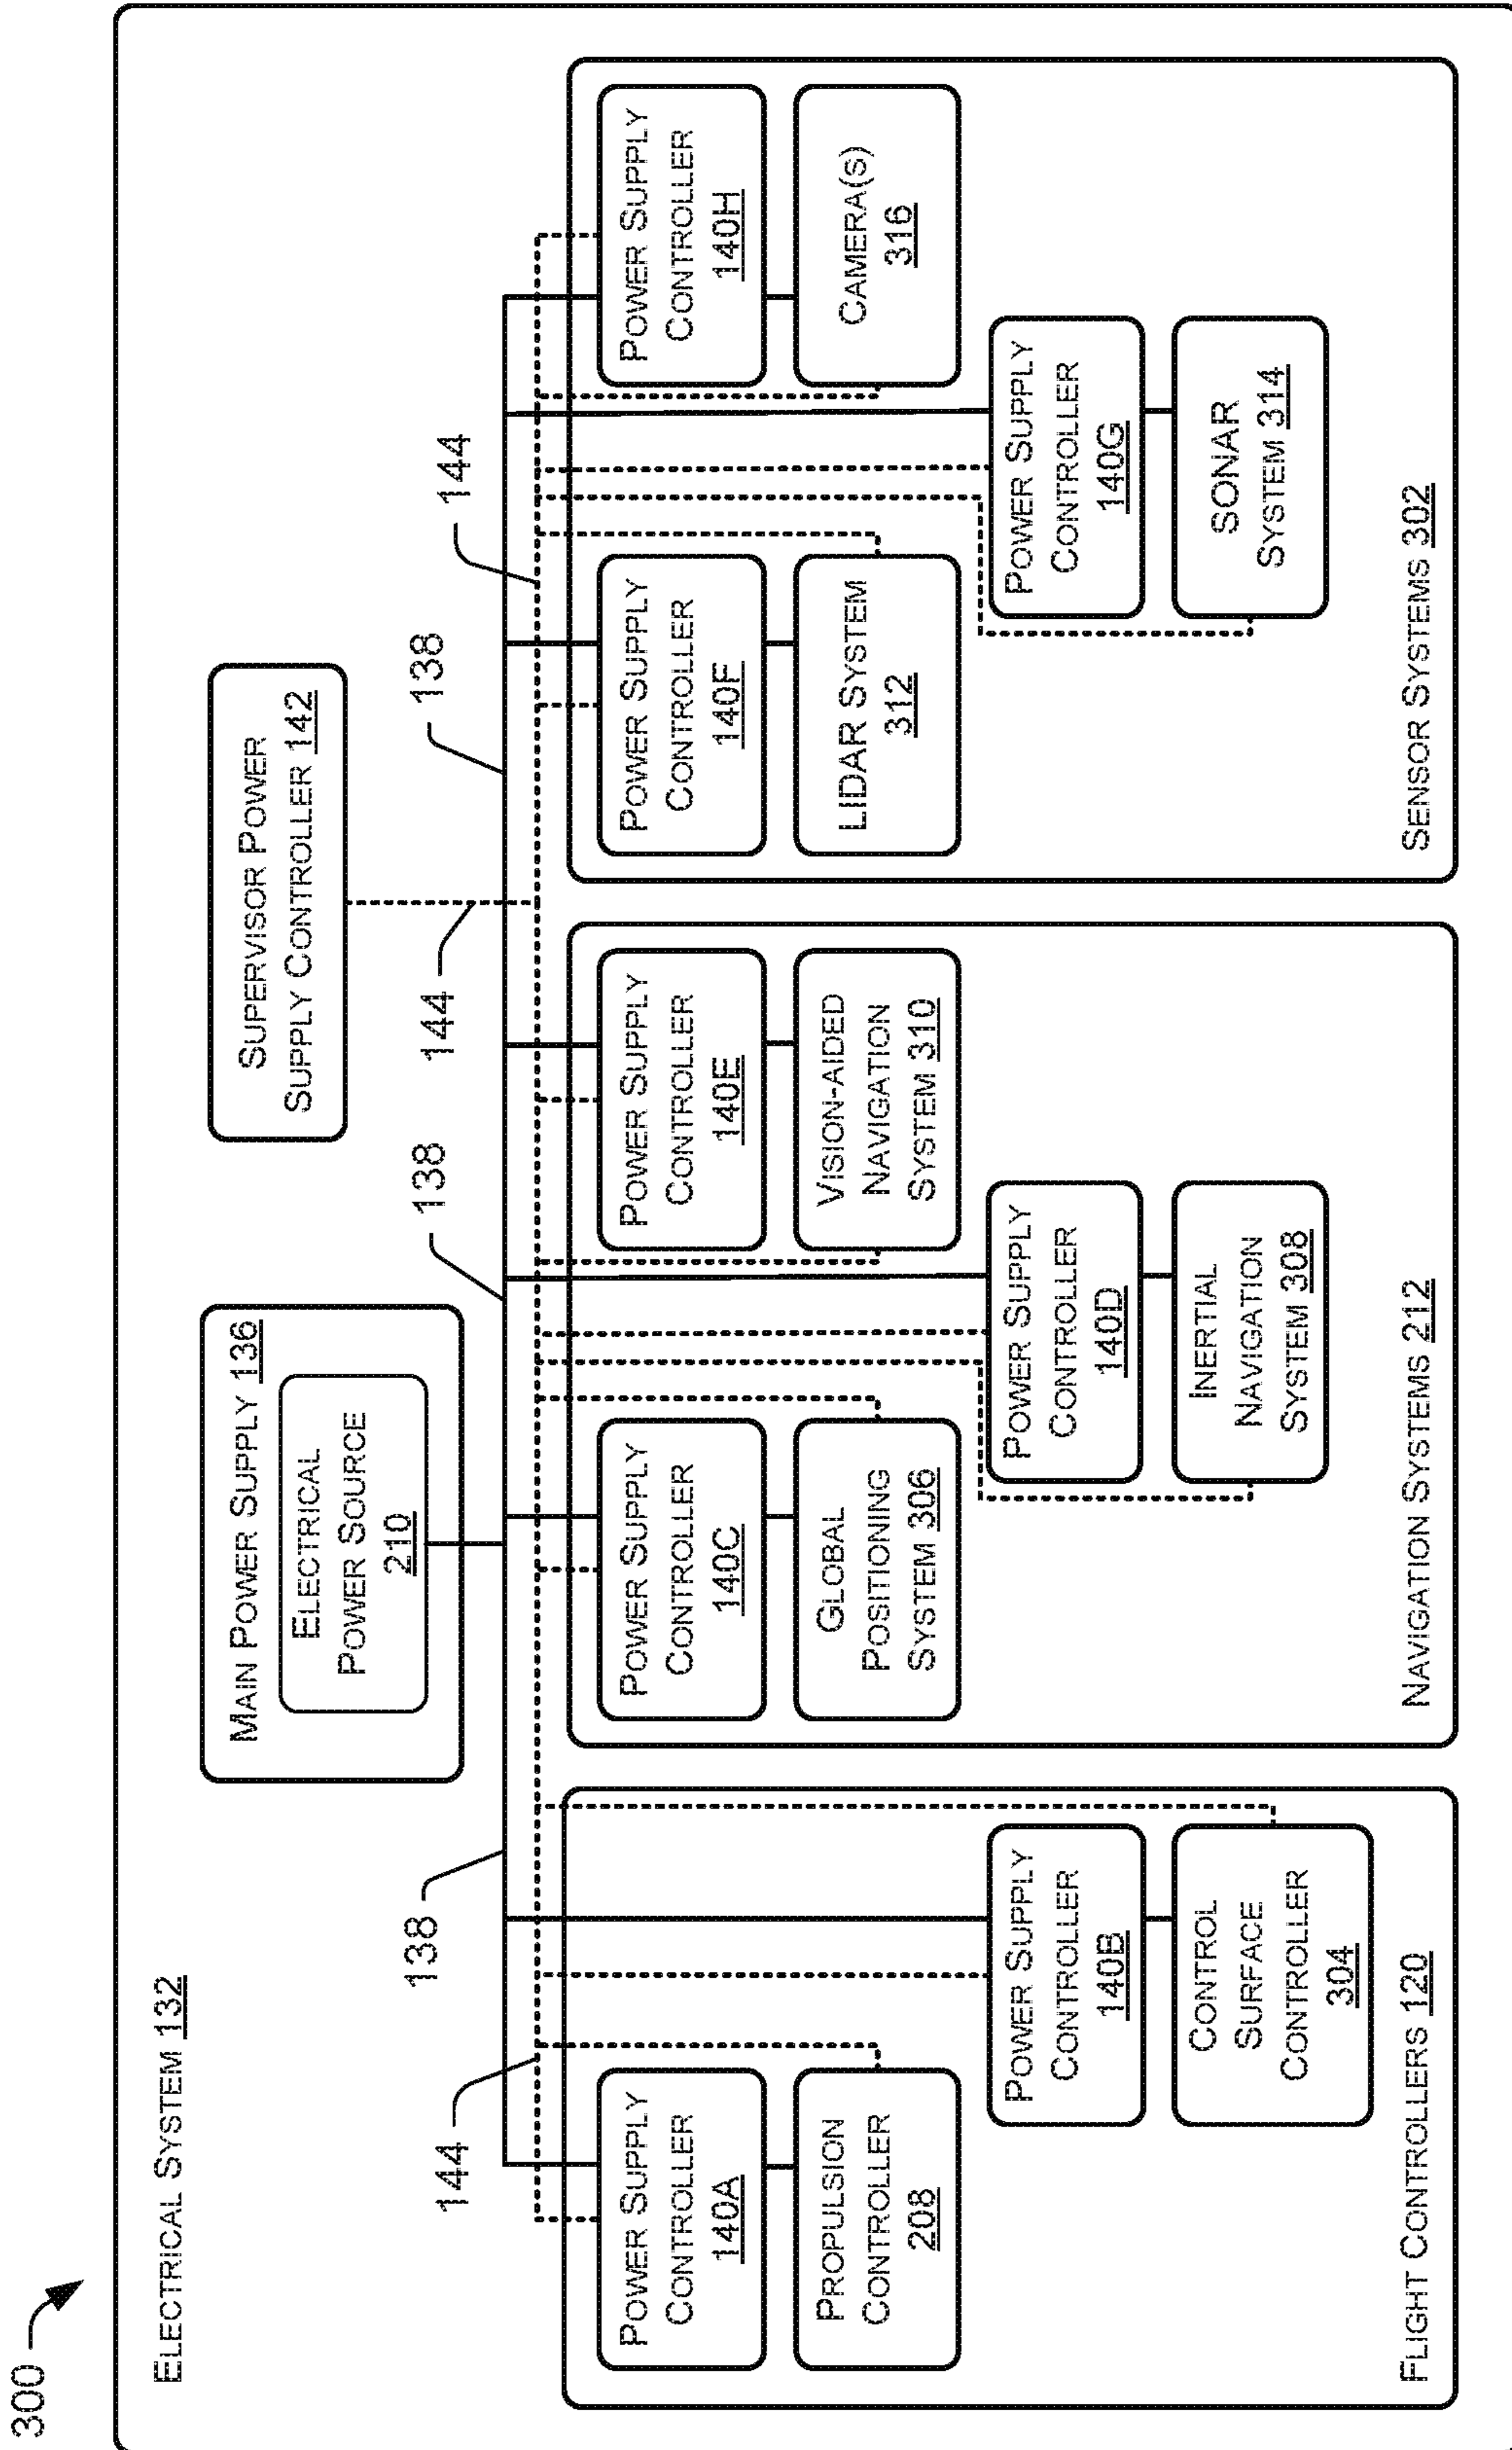 300
ELECTRICAL SYSTEM 132
MAIN POWER SUPPLY 136
ELECTRICAL
POWER SOURCE
210
SUPERVISOR POWER
SUPPLY CONTROLLER 142
138
138
138
144
144
144
POWER SUPPLY
CONTROLLER
140A
PROPULSION
CONTROLLER
208
POWER SUPPLY
CONTROLLER
140B
CONTROL
SURFACE
CONTROLLER
304
FLIGHT CONTROLLERS 120
POWER SUPPLY
CONTROLLER
140C
GLOBAL
POSITIONING
SYSTEM 306
POWER SUPPLY
CONTROLLER
140D
INERTIAL
NAVIGATION
SYSTEM 308
POWER SUPPLY
CONTROLLER
140E
VISION-AIDED
NAVIGATION
SYSTEM 310
NAVIGATION SYSTEMS 212
POWER SUPPLY
CONTROLLER
140F
LIDAR SYSTEM
312
POWER SUPPLY
CONTROLLER
140G
SONAR
SYSTEM 314
POWER SUPPLY
CONTROLLER
140H
CAMERA(S)
316
SENSOR SYSTEMS 302